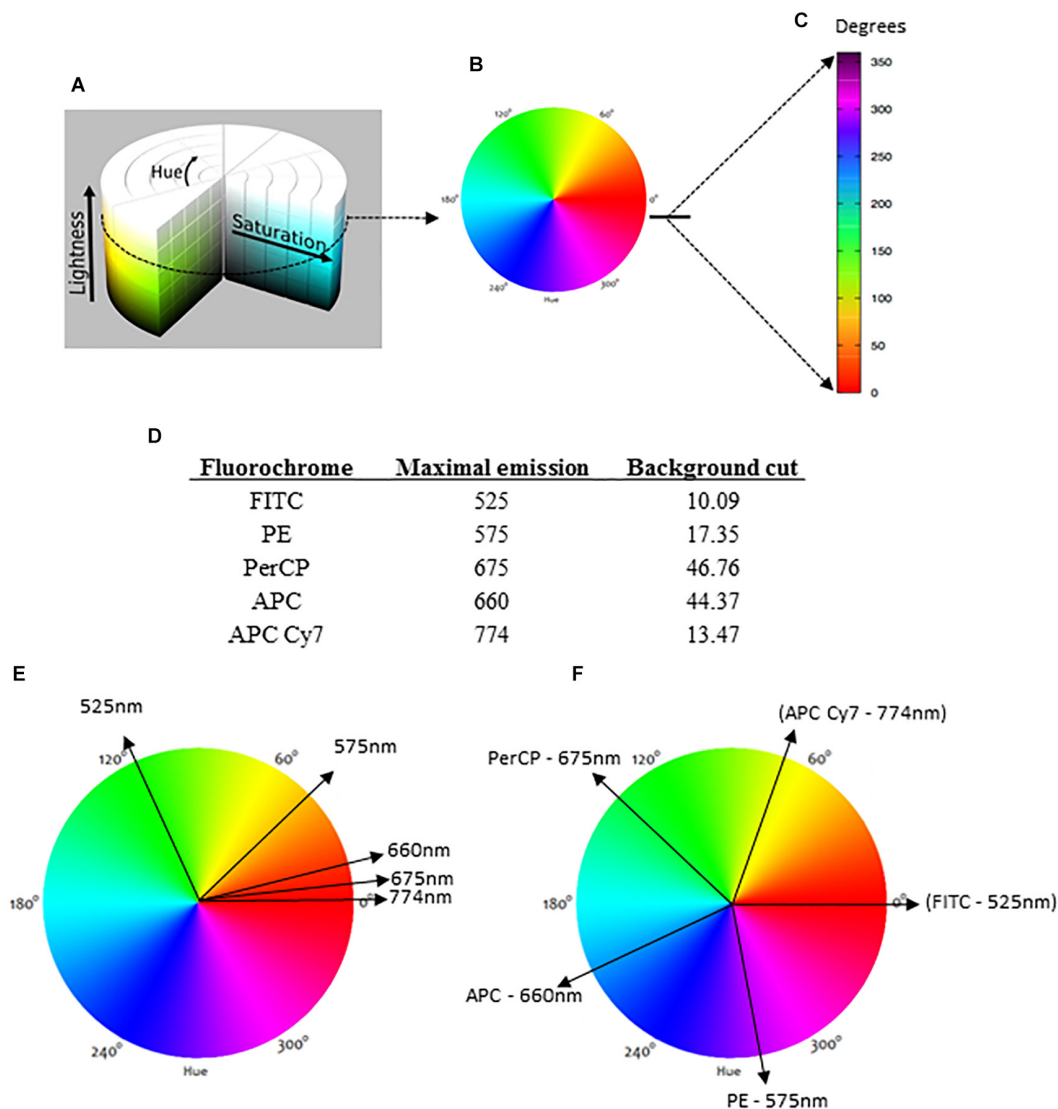 A
Hue
Lightness
Saturation
B
120°
60°
180°
0°
240°
300°
Hue
C
Degrees
350
300
250
200
150
100
50
0
D
Fluorochrome Maximal emission Background cut
FITC 525 10.09
PE 575 17.35
PerCP 675 46.76
APC 660 44.37
APC Cy7 774 13.47
E
525nm
575nm
120°
60°
660nm
675nm
774nm
180°
0°
240°
300°
Hue
F
(APC Cy7 - 774nm)
PerCP - 675nm
120°
60°
180°
0°
(FITC - 525nm)
APC - 660nm
240°
300°
Hue
PE - 575nm